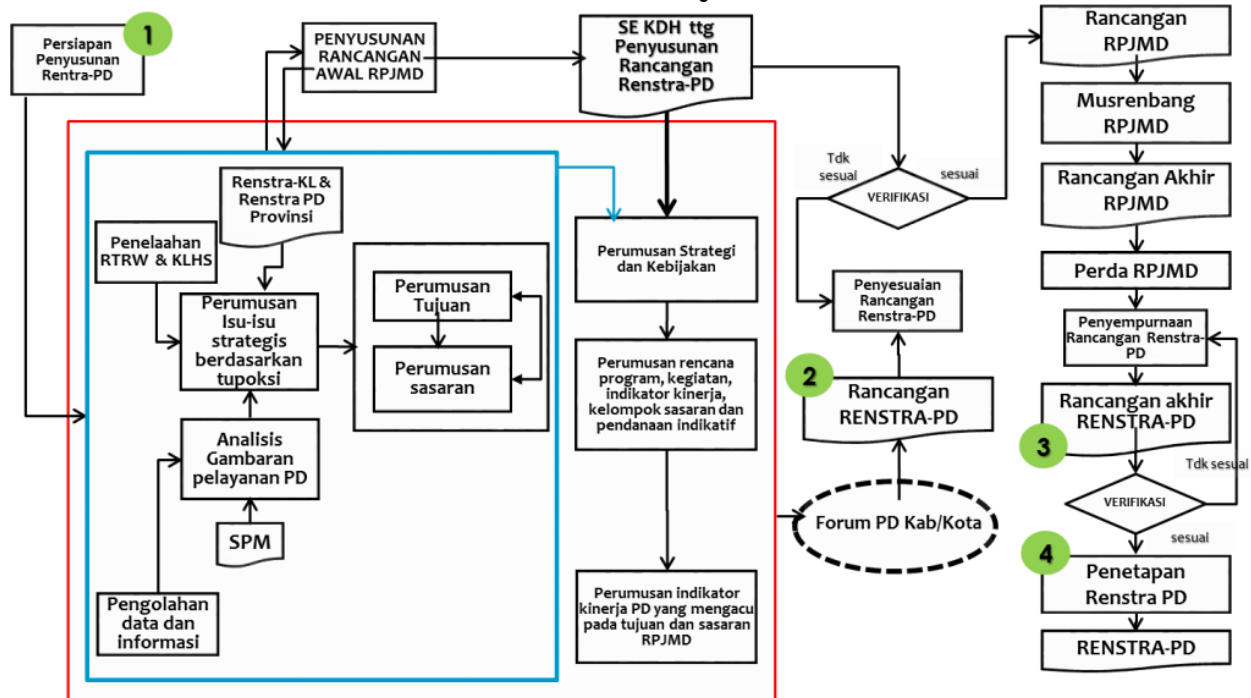 1
Persiapan
Penyusunan
Rentra-PD
PENYUSUNAN
RANCANGAN
AWAL RPJMD
SE KDH ttg
Penyusunan
Rancangan
Renstra-PD
Renstra-KL &
Renstra PD
Provinsi
Penelaahan
RTRW & KLHS
Perumusan
Isu-isu
strategis
berdasarkan
tupoksi
Perumusan
Tujuan
Perumusan
sasaran
Analisis
Gambaran
pelayanan PD
SPM
Pengolahan
data dan
informasi
Perumusan Strategi
dan Kebijakan
Perumusan rencana
program, kegiatan,
indikator kinerja,
kelompok sasaran dan
pendanaan indikatif
Perumusan indikator
kinerja PD yang mengacu
pada tujuan dan sasaran
RPJMD
Tdk
sesuai
sesuai
VERIFIKASI
Penyesuaian
Rancangan
Renstra-PD
2
Rancangan
RENSTRA-PD
Forum PD Kab/Kota
Rancangan
RPJMD
Musrenbang
RPJMD
Rancangan Akhir
RPJMD
Perda RPJMD
Penyempurnaan
Rancangan Renstra-
PD
Rancangan akhir
RENSTRA-PD
3
Tdk sesuai
VERIFIKASI
sesuai
4
Penetapan
Renstra PD
RENSTRA-PD